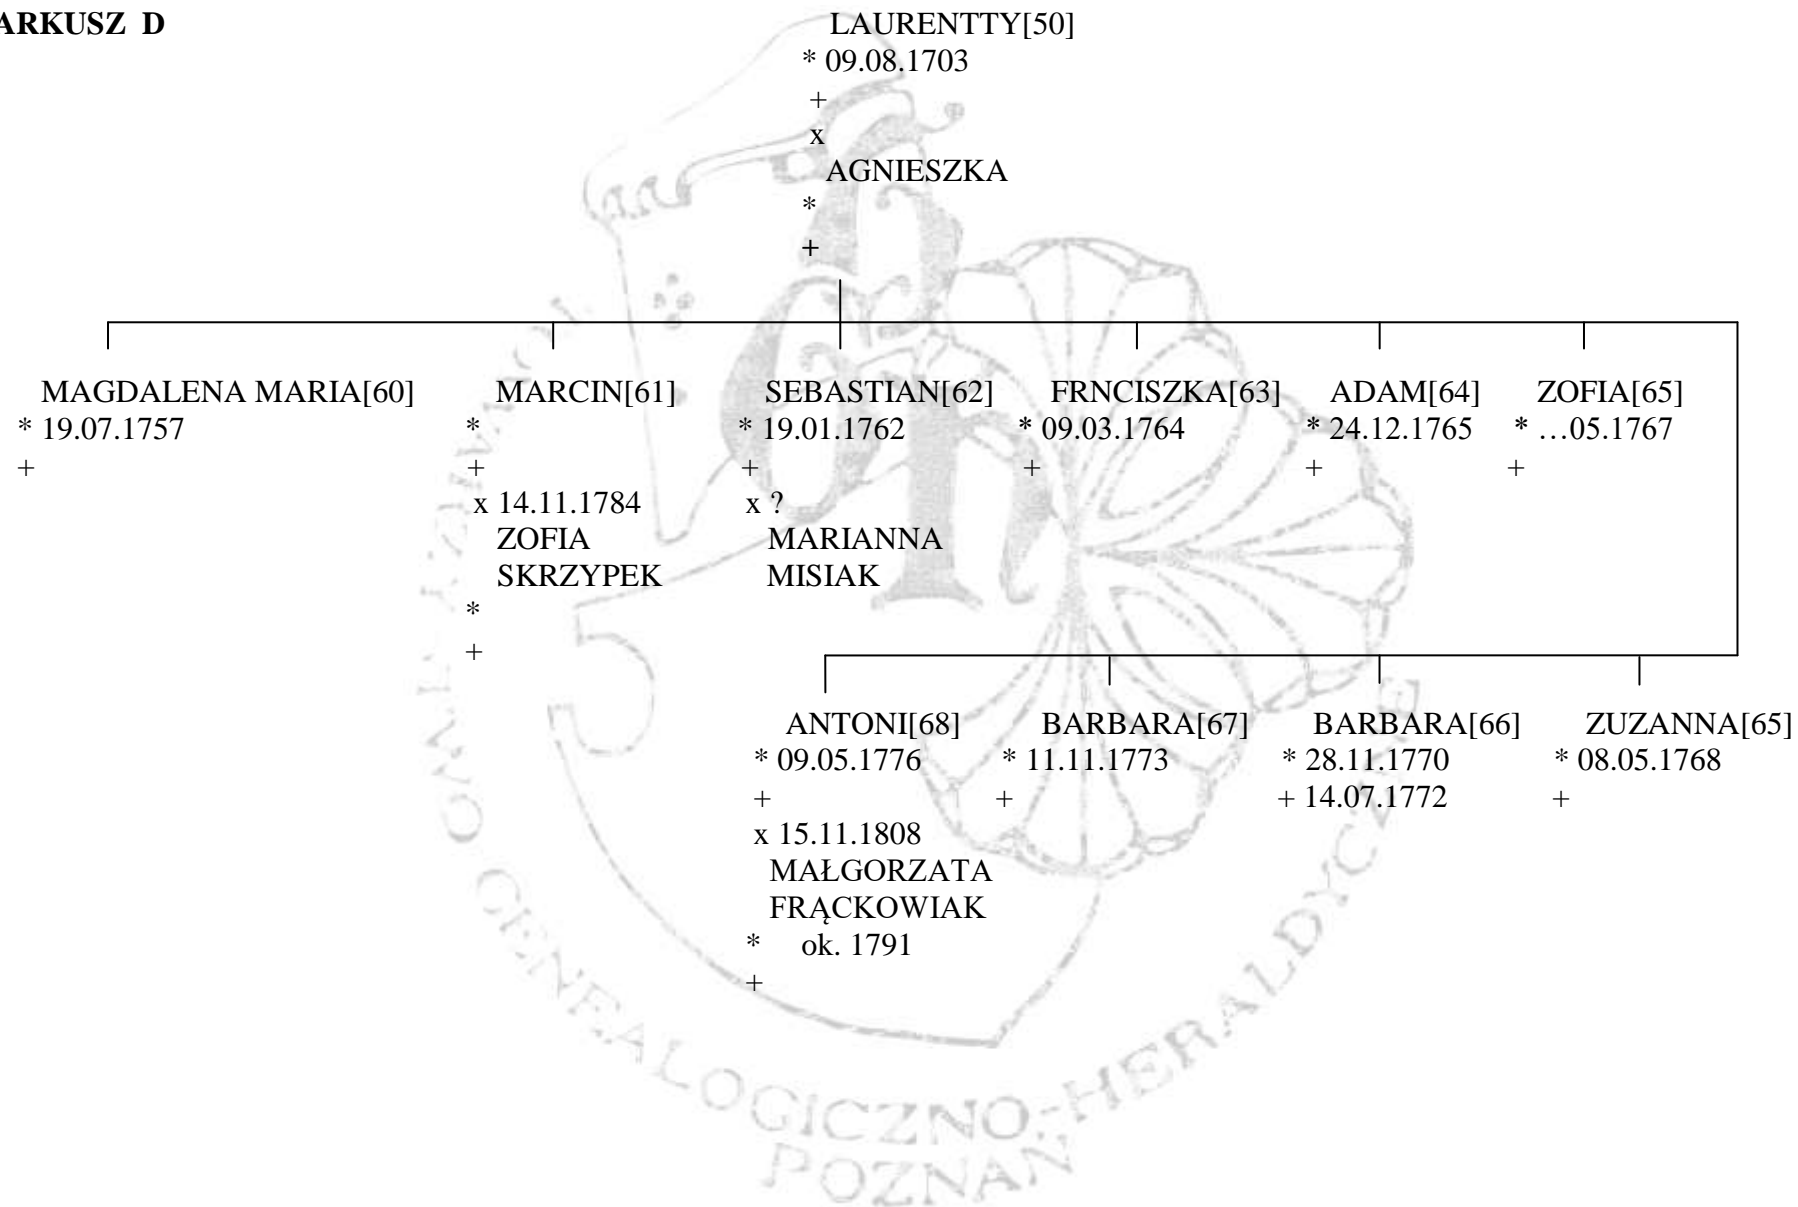 ARKUSZ D
LAURENTTY[50]
* 09.08.1703
+
x
AGNIESZKA
*
+
MAGDALENA MARIA[60]
* 19.07.1757
+
MARCIN[61]
*
+
x 14.11.1784
ZOFIA
SKRZYPEK
*
+
SEBASTIAN[62]
* 19.01.1762
+
x ?
MARIANNA
MISIAK
FRNCISZKA[63]
* 09.03.1764
+
ADAM[64]
* 24.12.1765
+
ZOFIA[65]
* …05.1767
+
ANTONI[68]
* 09.05.1776
+
x 15.11.1808
MAŁGORZATA
FRĄCKOWIAK
* ok. 1791
+
BARBARA[67]
* 11.11.1773
+
BARBARA[66]
* 28.11.1770
+ 14.07.1772
ZUZANNA[65]
* 08.05.1768
+
GENEALOGICZNO-HERALDYCZNE
POZNAŃ